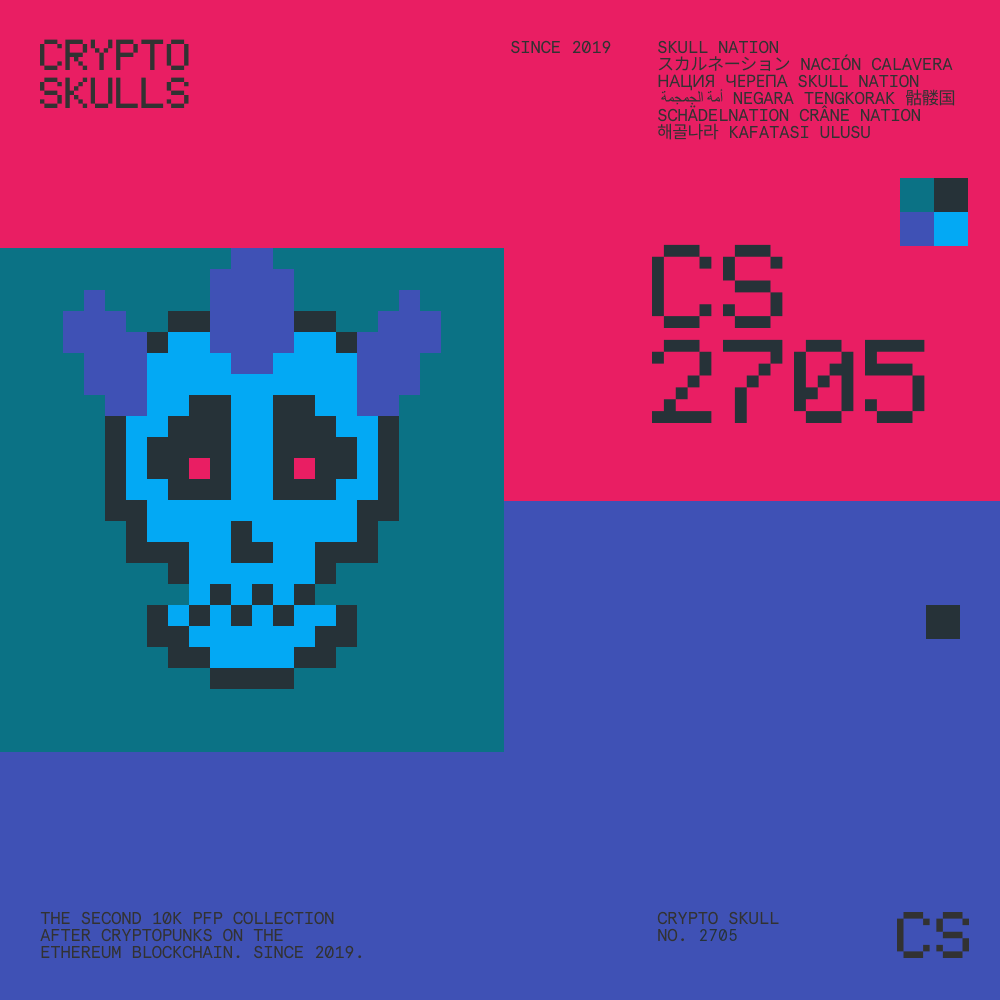 CRYPTO
SKULLS
SINCE 2019
SKULL NATION
スカルネーション NACIÓN CALAVERA
НАЦИЯ ЧЕРЕПА SKULL NATION
أمة الجمجمة NEGARA TENGKORAK 骷髅国
SCHÄDELNATION CRÂNE NATION
해골나라 KAFATASI ULUSU
CS
2705
THE SECOND 10K PFP COLLECTION
AFTER CRYPTOPUNKS ON THE
ETHEREUM BLOCKCHAIN. SINCE 2019.
CRYPTO SKULL
NO. 2705
CS